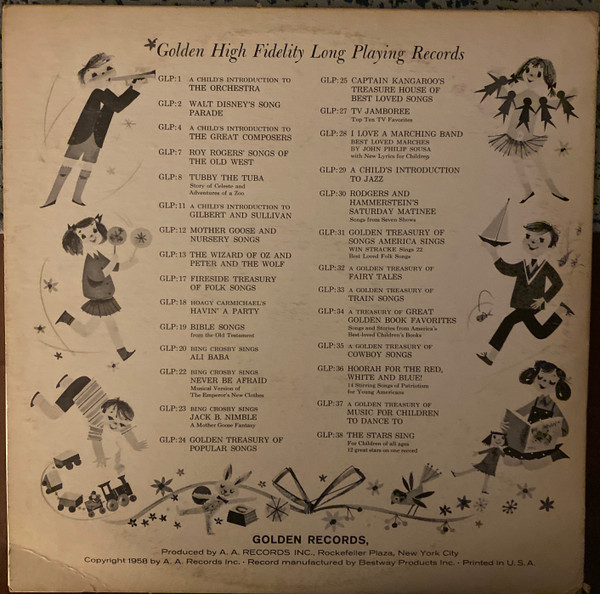 *Golden High Fidelity Long Playing Records
GLP:1 A CHILD'S INTRODUCTION TO
THE ORCHESTRA
GLP:2 WALT DISNEY'S SONG
PARADE
GLP:4 A CHILD'S INTRODUCTION TO
THE GREAT COMPOSERS
GLP:7 ROY ROGERS' SONGS OF
THE OLD WEST
GLP:8 TUBBY THE TUBA
Story of Celeste and
Adventures of a Zoo
GLP:11 A CHILD'S INTRODUCTION TO
GILBERT AND SULLIVAN
GLP:12 MOTHER GOOSE AND
NURSERY SONGS
GLP:13 THE WIZARD OF OZ AND
PETER AND THE WOLF
GLP:17 FIRESIDE TREASURY
OF FOLK SONGS
GLP:18 HOAGY CARMICHAEL'S
HAVIN' A PARTY
GLP:19 BIBLE SONGS
from the Old Testament
GLP:20 BING CROSBY SINGS
ALI BABA
GLP:22 BING CROSBY SINGS
NEVER BE AFRAID
Musical Version of
The Emperor's New Clothes
GLP:23 BING CROSBY SINGS
JACK B. NIMBLE
A Mother Goose Fantasy
GLP:24 GOLDEN TREASURY OF
POPULAR SONGS
GLP:25 CAPTAIN KANGAROO'S
TREASURE HOUSE OF
BEST LOVED SONGS
GLP:27 TV JAMBOREE
Top Ten TV Favorites
GLP:28 I LOVE A MARCHING BAND
BEST LOVED MARCHES
BY JOHN PHILIP SOUSA
with New Lyrics for Children
GLP:29 A CHILD'S INTRODUCTION
TO JAZZ
GLP:30 RODGERS AND
HAMMERSTEIN'S
SATURDAY MATINEE
Songs from Seven Shows
GLP:31 GOLDEN TREASURY OF
SONGS AMERICA SINGS
WIN STRACKE Sings 22
Best Loved Folk Songs
GLP:32 A GOLDEN TREASURY OF
FAIRY TALES
GLP:33 A GOLDEN TREASURY OF
TRAIN SONGS
GLP:34 A TREASURY OF GREAT
GOLDEN BOOK FAVORITES
Songs and Stories from America's
Best-loved Children's Books
GLP:35 A GOLDEN TREASURY OF
COWBOY SONGS
GLP:36 HOORAH FOR THE RED,
WHITE AND BLUE!
14 Stirring Songs of Patriotism
for Young Americans
GLP:37 A GOLDEN TREASURY OF
MUSIC FOR CHILDREN
TO DANCE TO
GLP:38 THE STARS SING
For Children of all ages
12 great stars on one record
GOLDEN RECORDS,
Produced by A. A. RECORDS INC., Rockefeller Plaza, New York City
Copyright 1958 by A. A. Records Inc. • Record manufactured by Bestway Products Inc. • Printed in U.S.A.